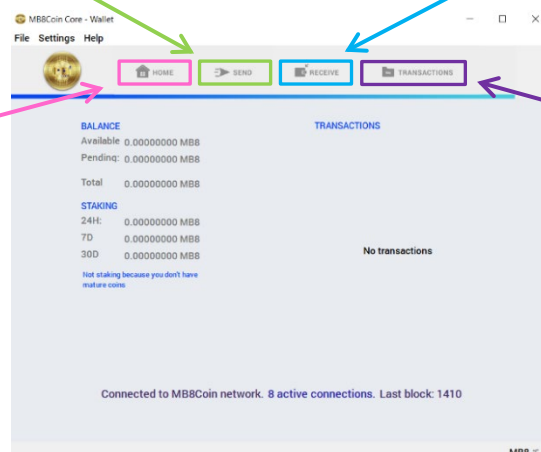 MB8Coin Core - Wallet
File Settings Help
HOME SEND RECEIVE TRANSACTIONS
BALANCE
Available 0.00000000 MB8
Pending: 0.00000000 MB8
Total 0.00000000 MB8
STAKING
24H: 0.00000000 MB8
7D 0.00000000 MB8
30D 0.00000000 MB8
Not staking because you don't have
mature coins
TRANSACTIONS
No transactions
Connected to MB8Coin network. 8 active connections. Last block: 1410